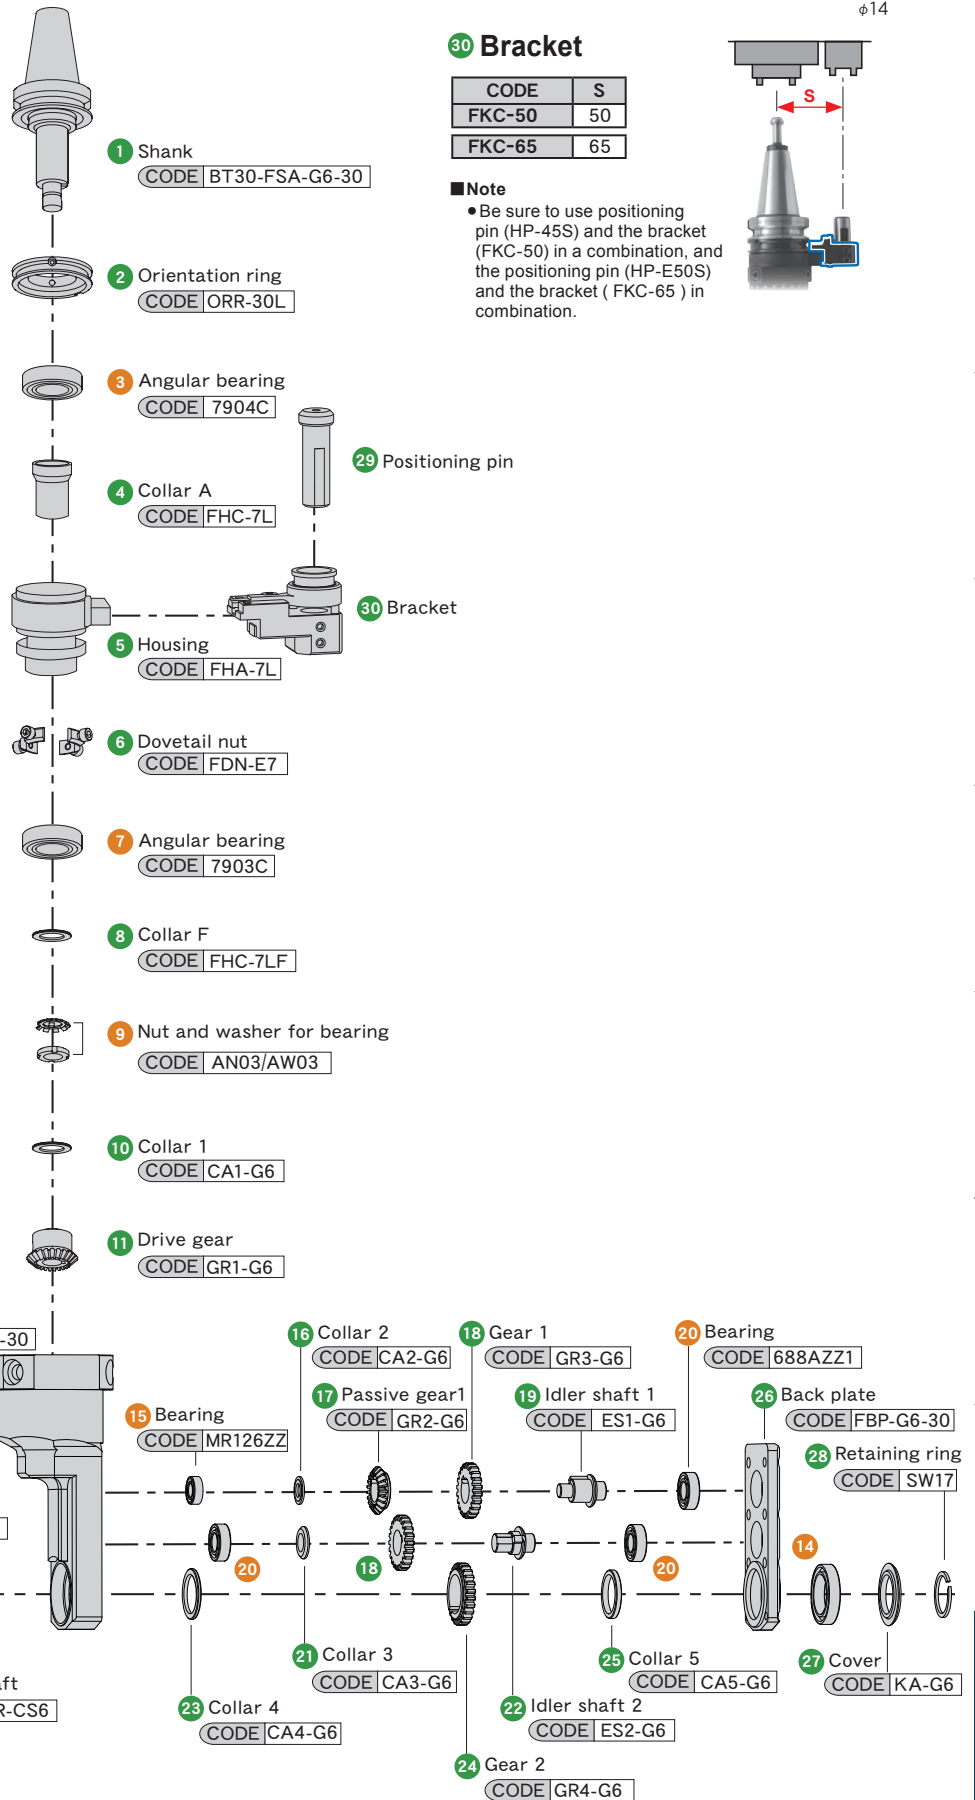 φ14
30 Bracket
CODE S
FKC-50 50
FKC-65 65
S
■Note
●Be sure to use positioning
pin (HP-45S) and the bracket
(FKC-50) in a combination, and
the positioning pin (HP-E50S)
and the bracket ( FKC-65 ) in
combination.
1 Shank
CODE BT30-FSA-G6-30
2 Orientation ring
CODE ORR-30L
3 Angular bearing
CODE 7904C
29 Positioning pin
4 Collar A
CODE FHC-7L
30 Bracket
5 Housing
CODE FHA-7L
6 Dovetail nut
CODE FDN-E7
7 Angular bearing
CODE 7903C
8 Collar F
CODE FHC-7LF
9 Nut and washer for bearing
CODE AN03/AW03
10 Collar 1
CODE CA1-G6
11 Drive gear
CODE GR1-G6
-30
16 Collar 2
CODE CA2-G6
18 Gear 1
CODE GR3-G6
20 Bearing
CODE 688AZZ1
15 Bearing
CODE MR126ZZ
17 Passive gear1
CODE GR2-G6
19 Idler shaft 1
CODE ES1-G6
26 Back plate
CODE FBP-G6-30
28 Retaining ring
CODE SW17
20
18
20
14
21 Collar 3
CODE CA3-G6
25 Collar 5
CODE CA5-G6
27 Cover
CODE KA-G6
ft
R-CS6
23 Collar 4
CODE CA4-G6
22 Idler shaft 2
CODE ES2-G6
24 Gear 2
CODE GR4-G6